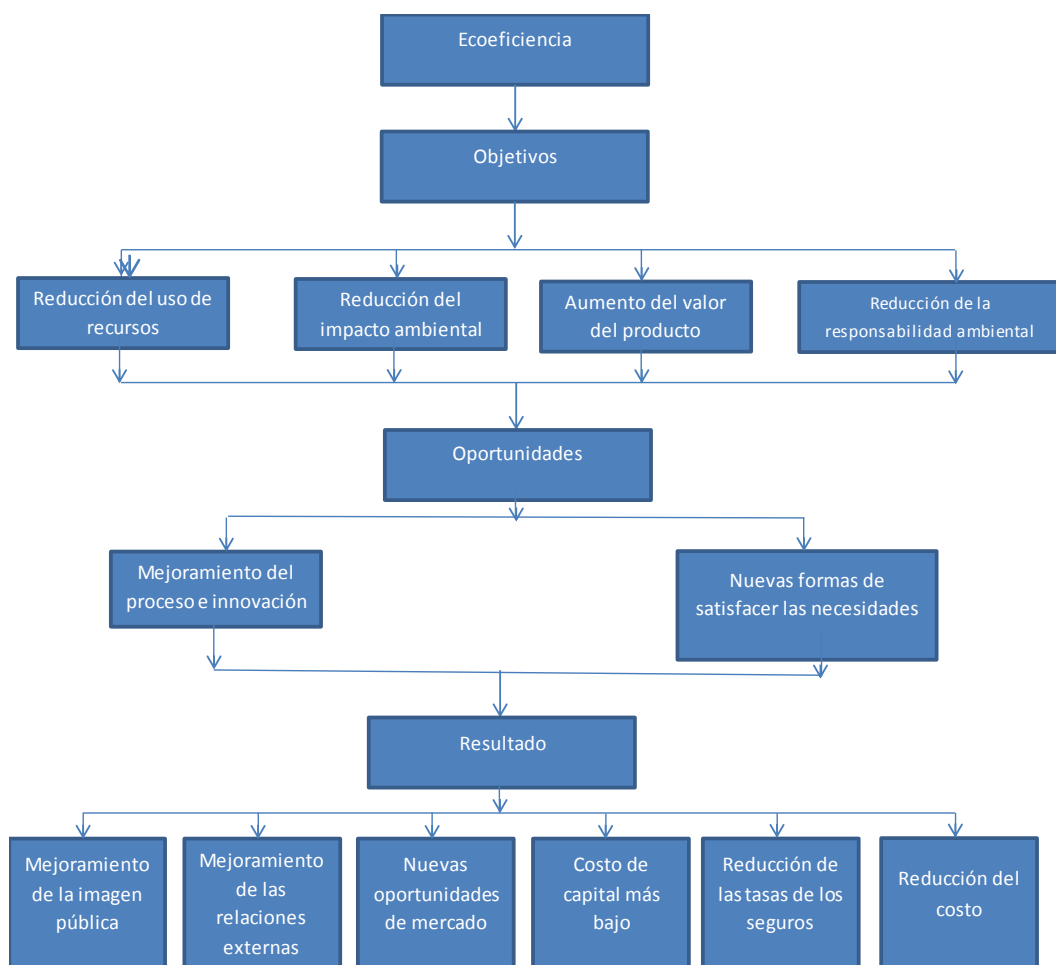 Ecoeficiencia
Objetivos
Reducción del uso de
recursos
Reducción del
impacto ambiental
Aumento del valor
del producto
Reducción de la
responsabilidad ambiental
Oportunidades
Mejoramiento del
proceso e innovación
Nuevas formas de
satisfacer las necesidades
Resultado
Mejoramiento
de la imagen
pública
Mejoramiento
de las
relaciones
externas
Nuevas
oportunidades
de mercado
Costo de
capital más
bajo
Reducción de
las tasas de los
seguros
Reducción del
costo